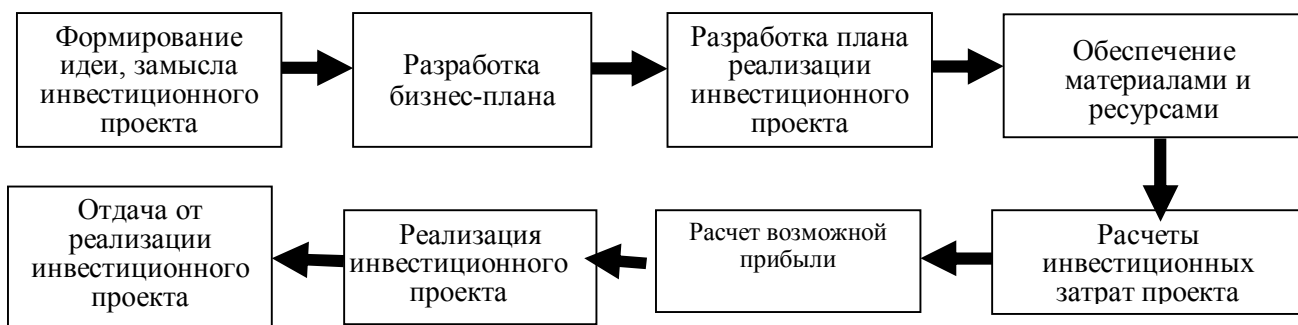 Формирование
идеи, замысла
инвестиционного
проекта
Разработка
бизнес-плана
Разработка плана
реализации
инвестиционного
проекта
Обеспечение
материалами и
ресурсами
Расчеты
инвестиционных
затрат проекта
Расчет возможной
прибыли
Реализация
инвестиционного
проекта
Отдача от
реализации
инвестиционного
проекта